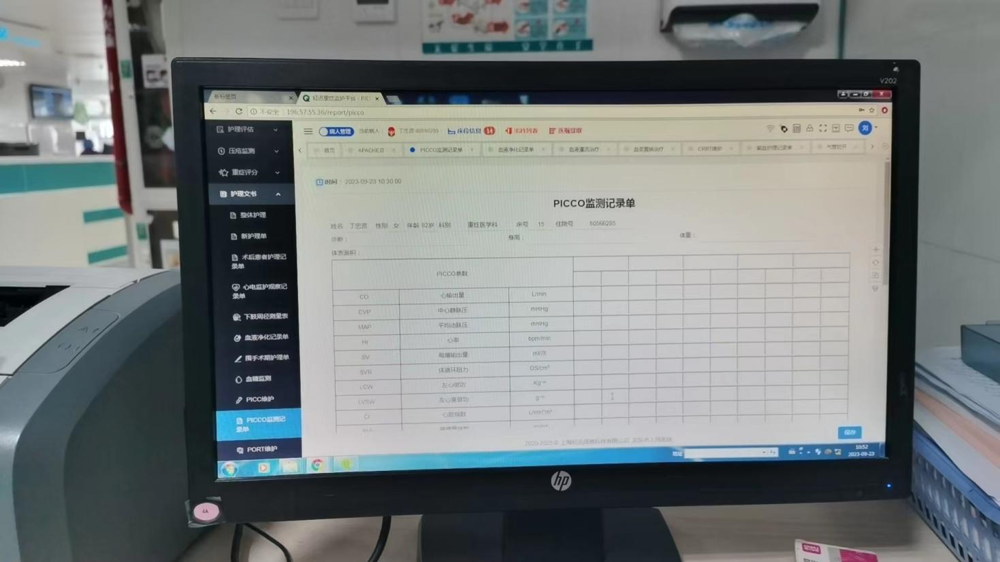 V202
新标签页
轻迅重症监护平台 - PIC
不安全 196.57.55.36/report/picco
护理评估
压疮监测
重症评分
护理文书
整体护理
新护理单
术后患者护理记
录单
心电监护观察记
录单
下肢周径测量表
血液净化记录单
围手术期护理单
血糖监测
PICC维护
PICCO监测记
录单
PORT维护
病人管理 当前病人： 丁忠贤-80566285 床位信息 14 出科列表 医嘱提取 刘
首页 APACHEII PICCO监测记录单 血液净化记录单 血液灌流治疗 血浆置换治疗 CRRT维护 输血护理记录单 气管切开
时间： 2023-09-23 10:30:00
PICCO监测记录单
姓名 丁忠贤 性别 女 年龄 82岁 科别 重症医学科 床号 15 住院号 80566285
诊断： 身高： 体重：
体表面积：
PICCO参数
CO 心输出量 L/min
CVP 中心静脉压 mmHg
MAP 平均动脉压 mmHg
Hr 心率 bpm/min
SV 每搏输出量 ml/次
SVR 体循环阻力 DS/cm⁵
LCW 左心做功 Kg
LVSW 左心室做功 g
CI 心脏指数 L/min*m²
保存
地址
10:52
2023-09-23
hp
4A